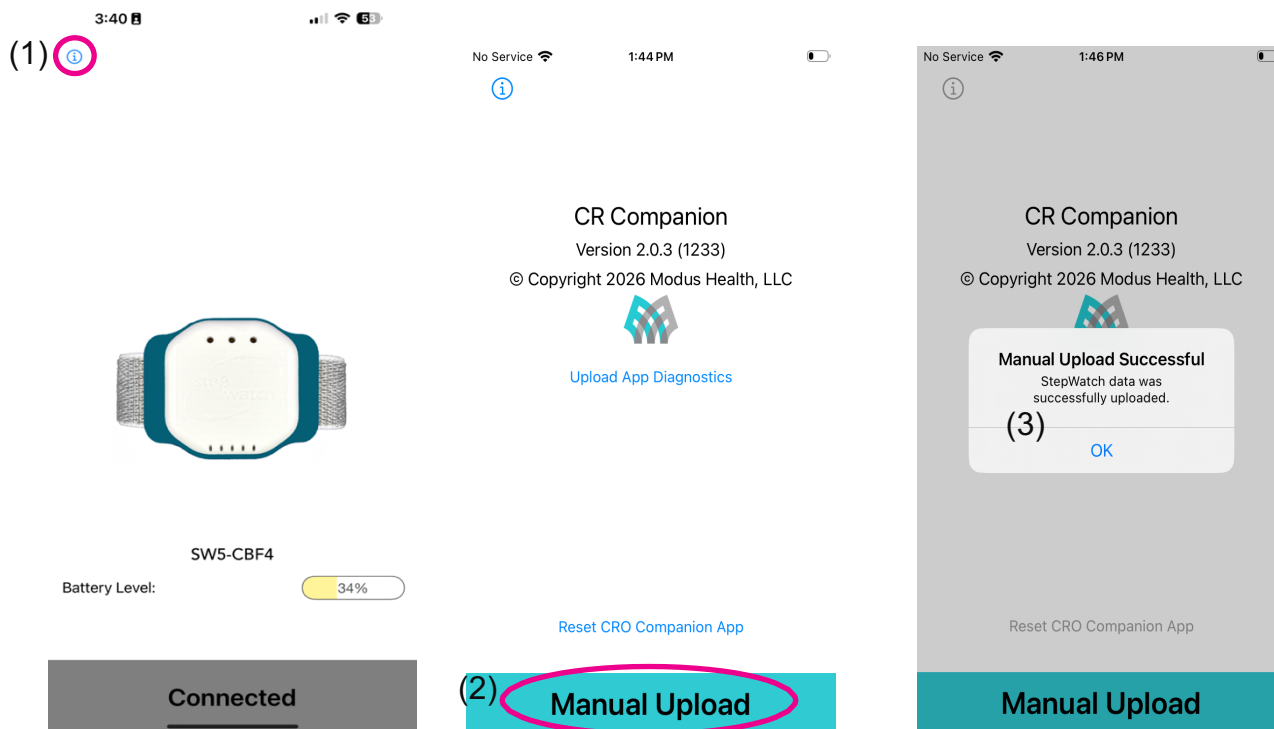 3:40
53
(1)
step
watch
SW5-CBF4
Battery Level:
34%
Connected
No Service
1:44 PM
CR Companion
Version 2.0.3 (1233)
© Copyright 2026 Modus Health, LLC
Upload App Diagnostics
Reset CRO Companion App
(2)
Manual Upload
No Service
1:46 PM
CR Companion
Version 2.0.3 (1233)
© Copyright 2026 Modus Health, LLC
Manual Upload Successful
StepWatch data was
successfully uploaded.
(3)
OK
Reset CRO Companion App
Manual Upload